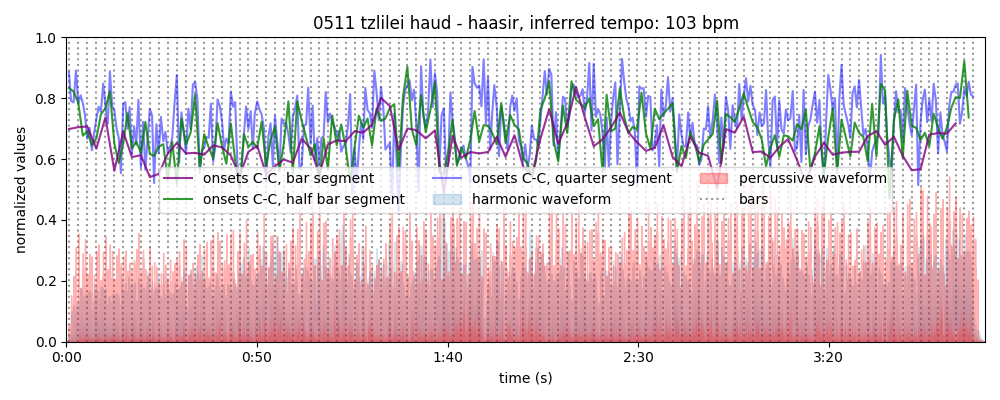 0511 tzlilei haud - haasir, inferred tempo: 103 bpm
normalized values
1.0
0.8
0.6
0.4
0.2
0.0
onsets C-C, bar segment
onsets C-C, half bar segment
onsets C-C, quarter segment
harmonic waveform
percussive waveform
bars
0:00 0:50 1:40 2:30 3:20
time (s)